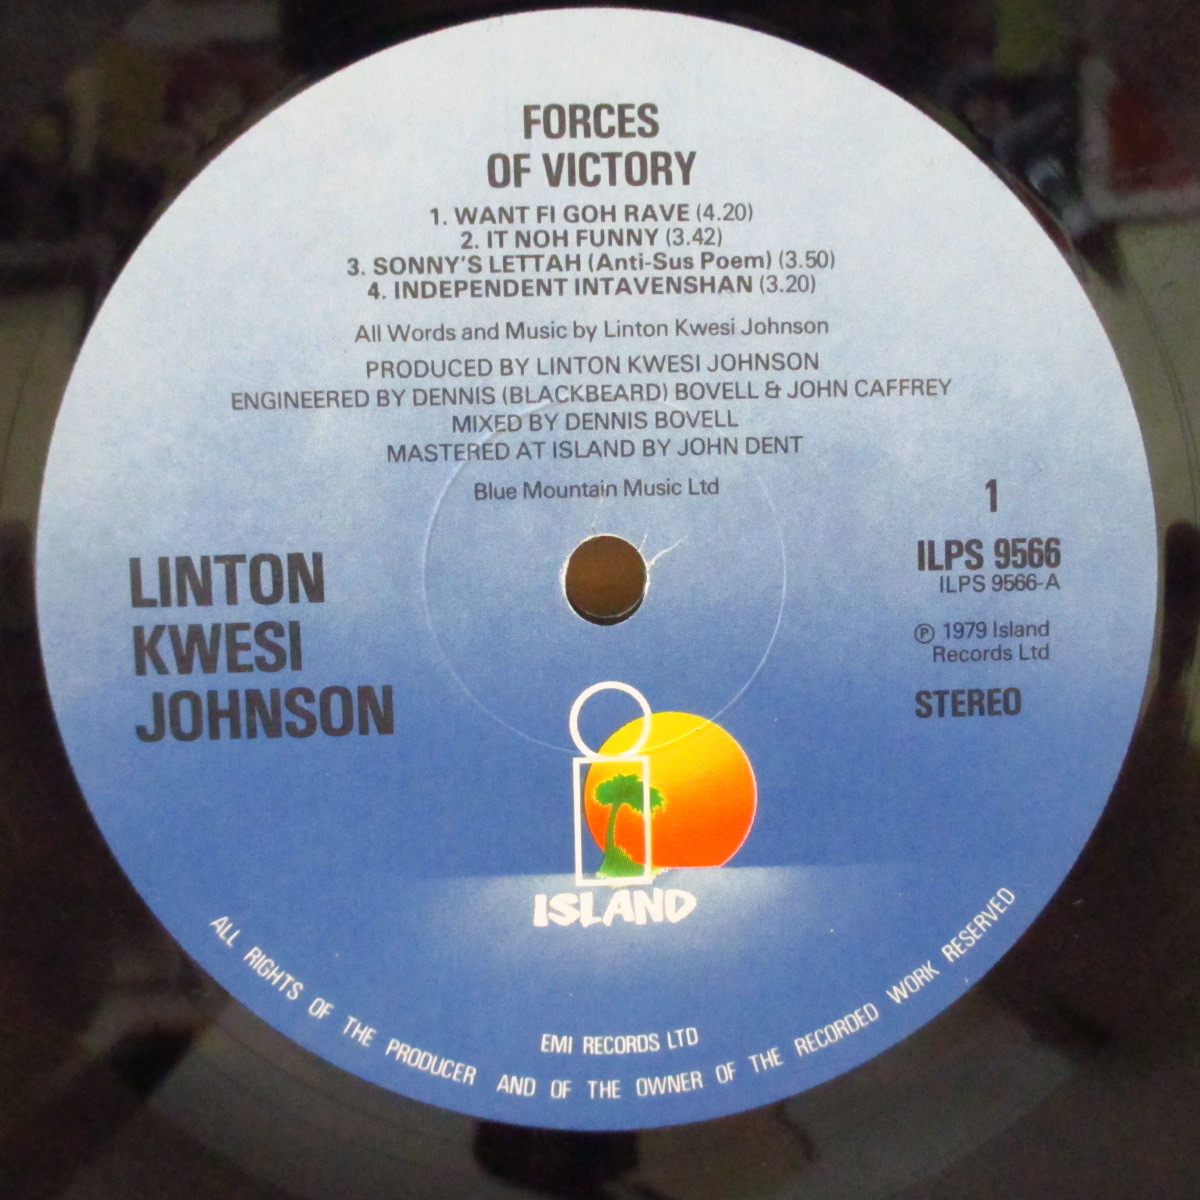 FORCES
OF VICTORY
1. WANT FI GOH RAVE (4.20)
2. IT NOH FUNNY (3.42)
3. SONNY'S LETTAH (Anti-Sus Poem) (3.50)
4. INDEPENDENT INTAVENSHAN (3.20)
All Words and Music by Linton Kwesi Johnson
PRODUCED BY LINTON KWESI JOHNSON
ENGINEERED BY DENNIS (BLACKBEARD) BOVELL & JOHN CAFFREY
MIXED BY DENNIS BOVELL
MASTERED AT ISLAND BY JOHN DENT
Blue Mountain Music Ltd
LINTON
KWESI
JOHNSON
1
ILPS 9566
ILPS 9566-A
℗ 1979 Island
Records Ltd
STEREO
i
ISLAND
EMI RECORDS LTD
ALL RIGHTS OF THE PRODUCER AND OF THE OWNER OF THE RECORDED WORK RESERVED